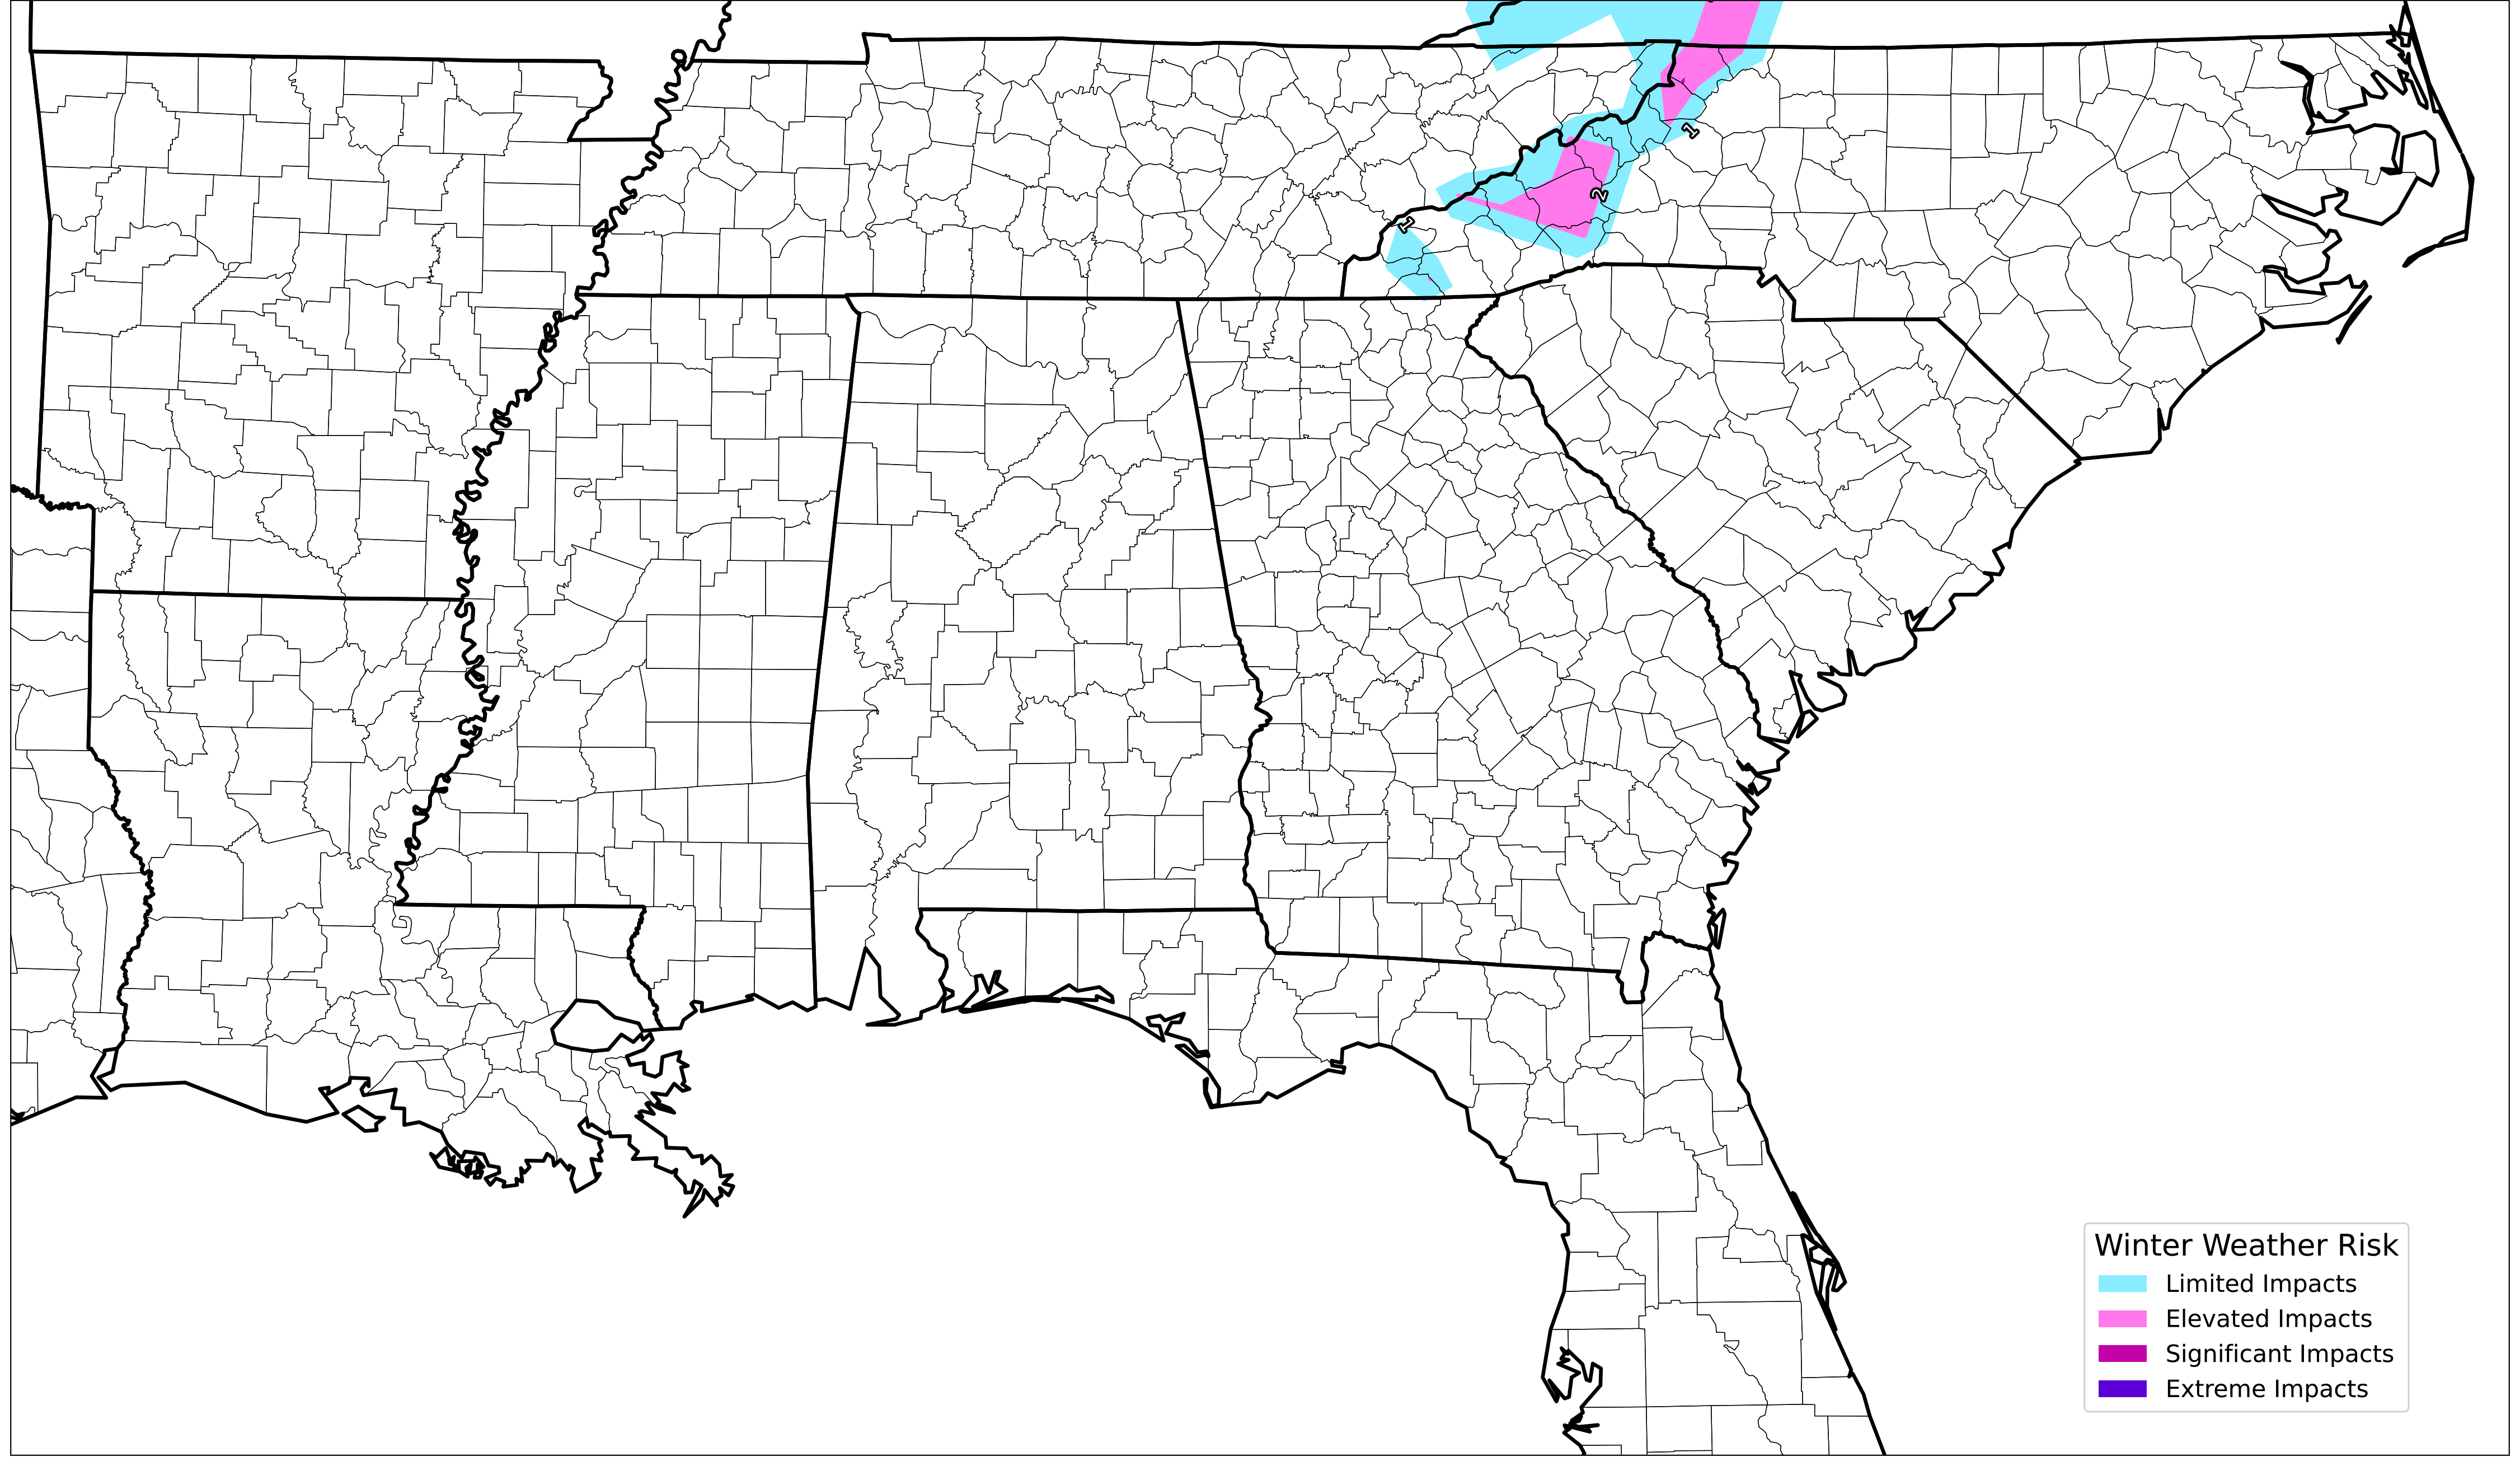 1
2
1
Winter Weather Risk
Limited Impacts
Elevated Impacts
Significant Impacts
Extreme Impacts